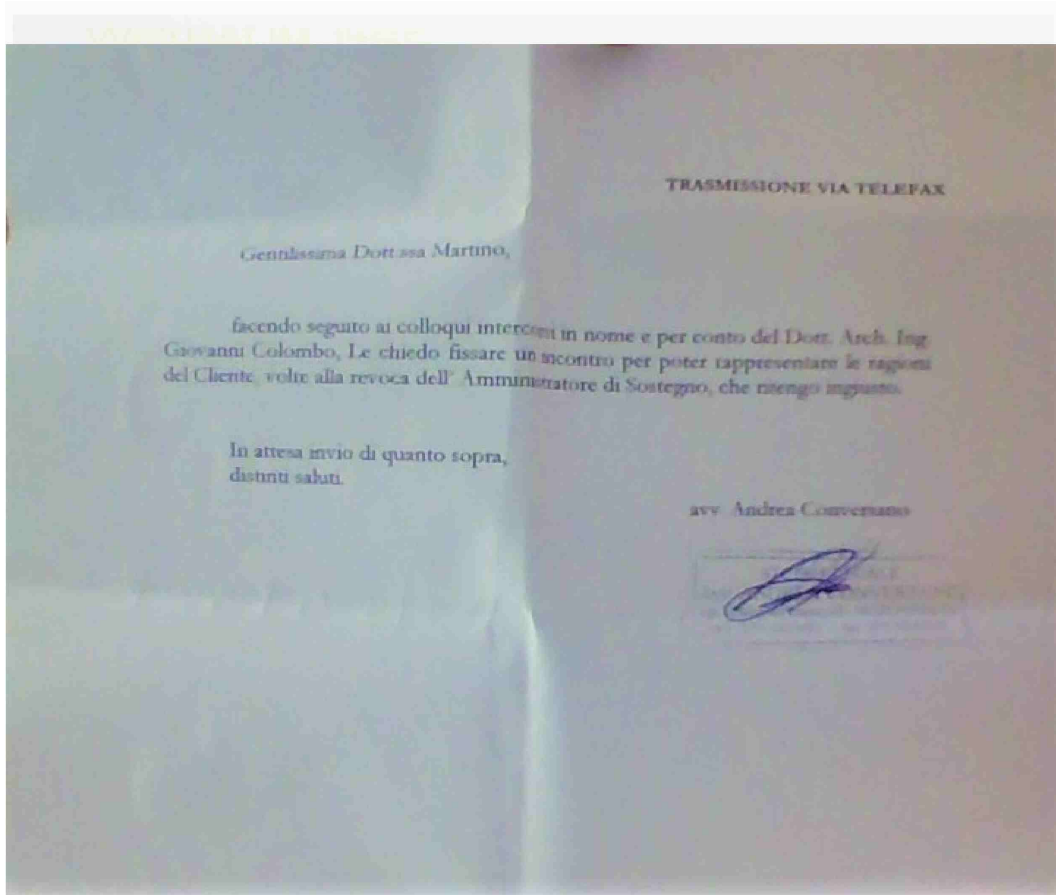 TRASMISSIONE VIA TELEFAX
Gentilissima Dott.ssa Martino,
facendo seguito ai colloqui intercorsi in nome e per conto del Dott. Arch. Ing.
Giovanni Colombo, Le chiedo fissare un incontro per poter rappresentare le ragioni
del Cliente, volte alla revoca dell' Amministratore di Sostegno, che ritengo ingiusto.
In attesa invio di quanto sopra,
distinti saluti.
avv. Andrea Conversano